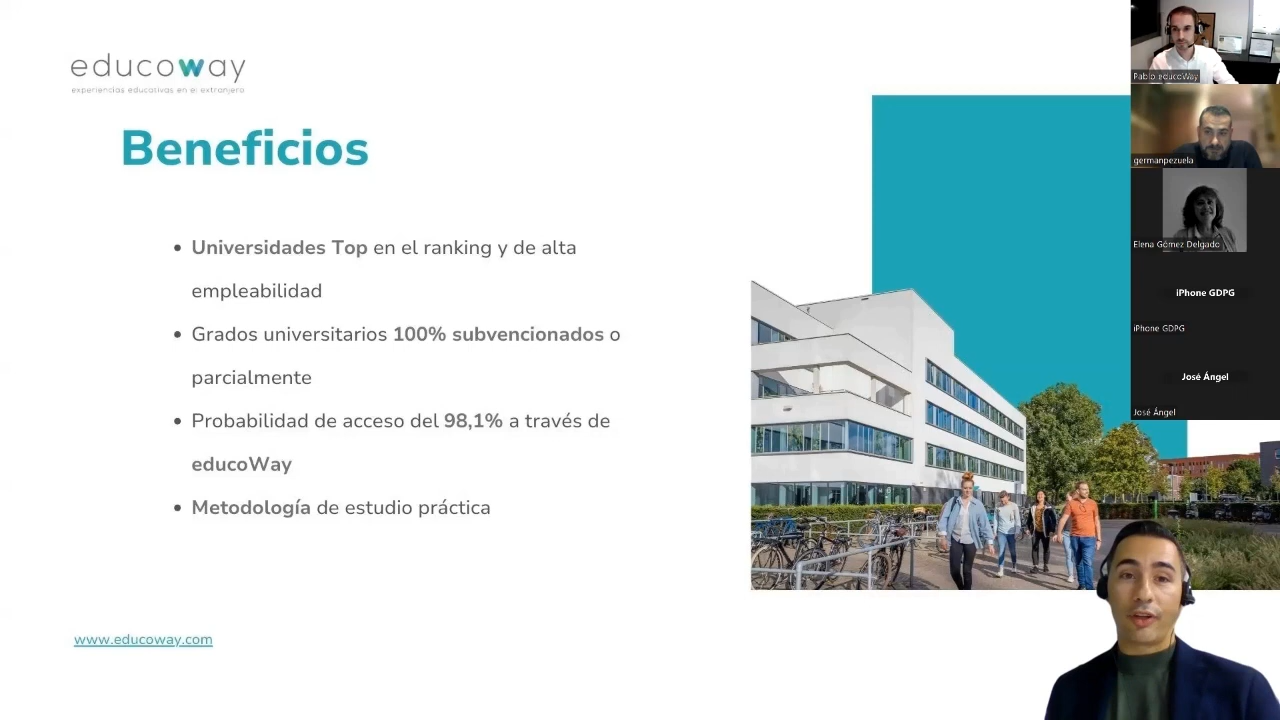 educoway
experiencias educativas en el extranjero
Beneficios
• Universidades Top en el ranking y de alta
empleabilidad
• Grados universitarios 100% subvencionados o
parcialmente
• Probabilidad de acceso del 98,1% a través de
educoWay
• Metodología de estudio práctica
www.educoway.com
Pablo educoWay
germanpezuela
Elena Gómez Delgado
iPhone GDPG
iPhone GDPG
José Ángel
José Ángel